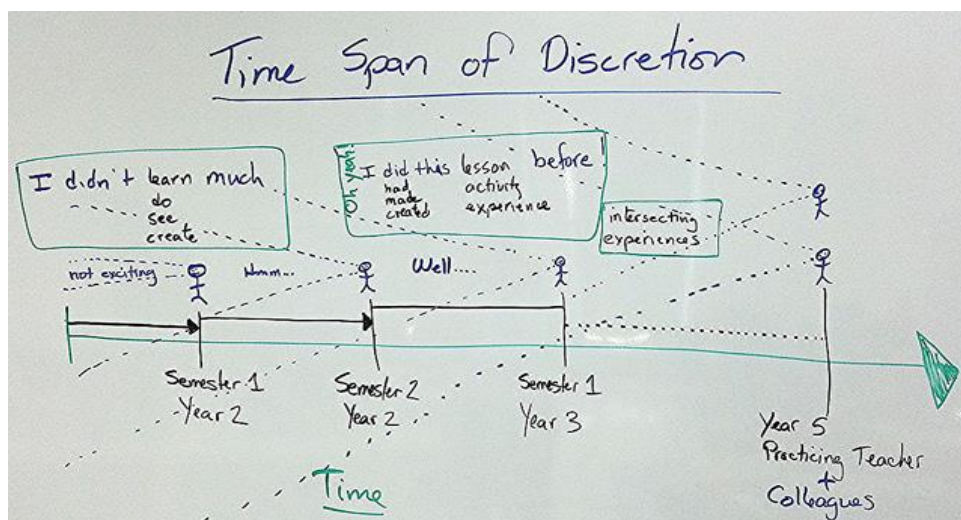 Time Span of Discretion
I didn't learn much
do
see
create
Oh yeah!
I did this lesson before!
had activity
made experience
created
intersecting
experiences
not exciting
Hmm...
Well....
Semester 1
Year 2
Semester 2
Year 2
Semester 1
Year 3
Year 5
Practicing Teacher
+
Colleagues
Time